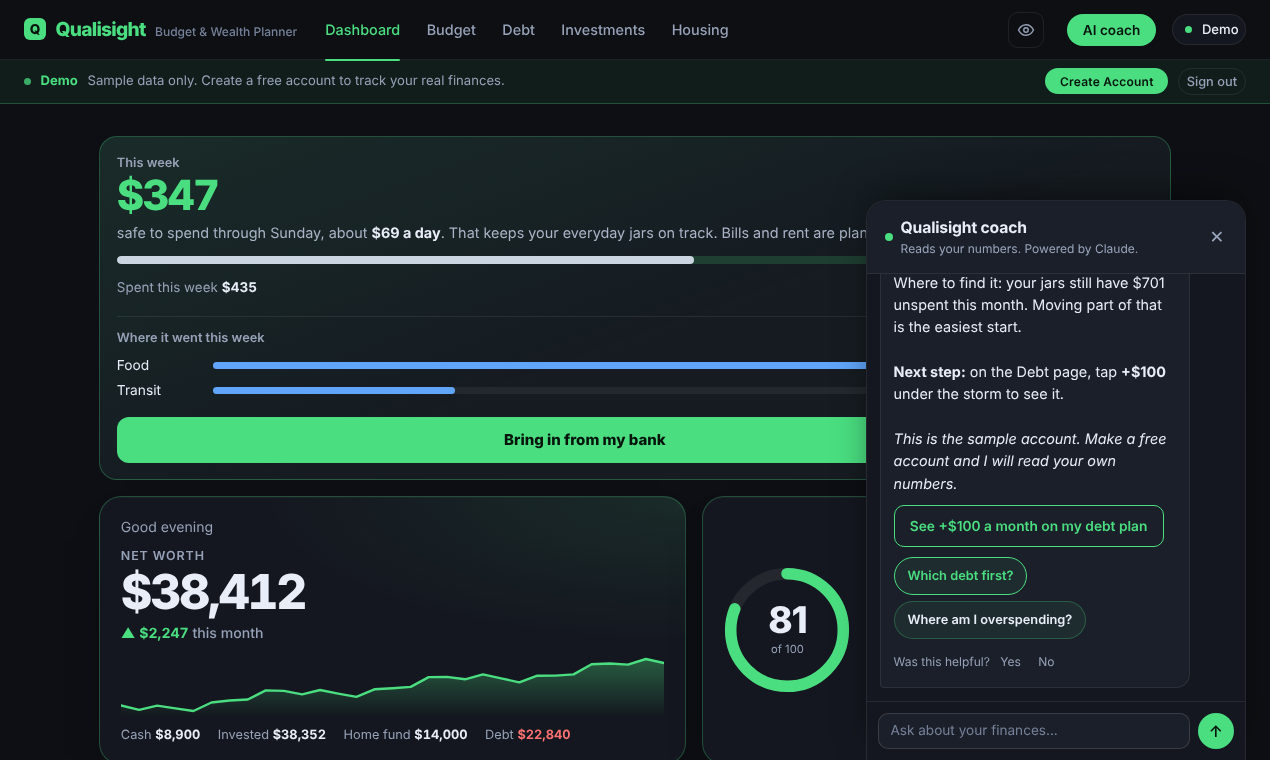 Q Qualisight Budget & Wealth Planner Dashboard Budget Debt Investments Housing AI coach Demo
Demo Sample data only. Create a free account to track your real finances. Create Account Sign out
This week
$347
safe to spend through Sunday, about $69 a day. That keeps your everyday jars on track. Bills and rent are
Spent this week $435
Where it went this week
Food
Transit
Bring in from my bank
Good evening
NET WORTH
$38,412
▲ $2,247 this month
Cash $8,900 Invested $38,352 Home fund $14,000 Debt $22,840
81
of 100
Qualisight coach
Reads your numbers. Powered by Claude.
Where to find it: your jars still have $701
unspent this month. Moving part of that
is the easiest start.
Next step: on the Debt page, tap +$100
under the storm to see it.
This is the sample account. Make a free
account and I will read your own
numbers.
See +$100 a month on my debt plan
Which debt first?
Where am I overspending?
Was this helpful? Yes No
Ask about your finances...